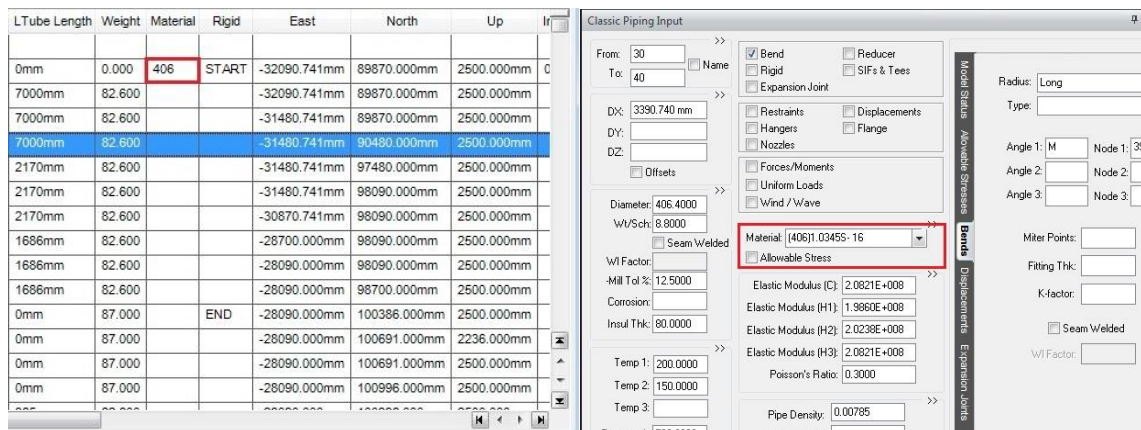 LTube Length Weight Material Rigid East North Up
0mm 0.000 406 START -32090.741mm 89870.000mm 2500.000mm
7000mm 82.600 -32090.741mm 89870.000mm 2500.000mm
7000mm 82.600 -31480.741mm 89870.000mm 2500.000mm
7000mm 82.600 -31480.741mm 90480.000mm 2500.000mm
2170mm 82.600 -31480.741mm 97480.000mm 2500.000mm
2170mm 82.600 -31480.741mm 98090.000mm 2500.000mm
2170mm 82.600 -30870.741mm 98090.000mm 2500.000mm
1686mm 82.600 -28700.000mm 98090.000mm 2500.000mm
1686mm 82.600 -28090.000mm 98090.000mm 2500.000mm
1686mm 82.600 -28090.000mm 98700.000mm 2500.000mm
0mm 87.000 END -28090.000mm 100386.000mm 2500.000mm
0mm 87.000 -28090.000mm 100691.000mm 2236.000mm
0mm 87.000 -28090.000mm 100691.000mm 2500.000mm
0mm 87.000 -28090.000mm 100996.000mm 2500.000mm
Classic Piping Input
From: 30
To: 40
Name
DX: 3390.740 mm
DY:
DZ:
Offsets
Diameter: 406.4000
Wt/Sch: 8.8000
Seam Welded
Wl Factor:
-Mill Tol %: 12.5000
Corrosion:
Insul Thk: 80.0000
Temp 1: 200.0000
Temp 2: 150.0000
Temp 3:
Bend Reducer
Rigid SIFs & Tees
Expansion Joint
Restraints Displacements
Hangers Flange
Nozzles
Forces/Moments
Uniform Loads
Wind / Wave
Material: (406)1.0345S- 16
Allowable Stress
Elastic Modulus (C): 2.0821E+008
Elastic Modulus (H1): 1.9860E+008
Elastic Modulus (H2): 2.0238E+008
Elastic Modulus (H3): 2.0821E+008
Poisson's Ratio: 0.3000
Pipe Density: 0.00785
Model Status
Allowable Stresses
Bends
Displacements
Expansion Joints
Radius: Long
Type:
Angle 1: M Node 1:
Angle 2: Node 2:
Angle 3: Node 3:
Miter Points:
Fitting Thk:
K-factor:
Seam Welded
Wl Factor: